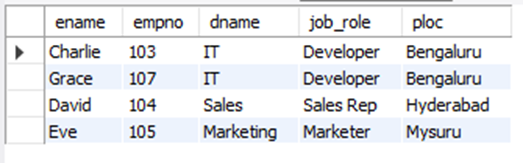 ename empno dname job_role ploc
Charlie 103 IT Developer Bengaluru
Grace 107 IT Developer Bengaluru
David 104 Sales Sales Rep Hyderabad
Eve 105 Marketing Marketer Mysuru